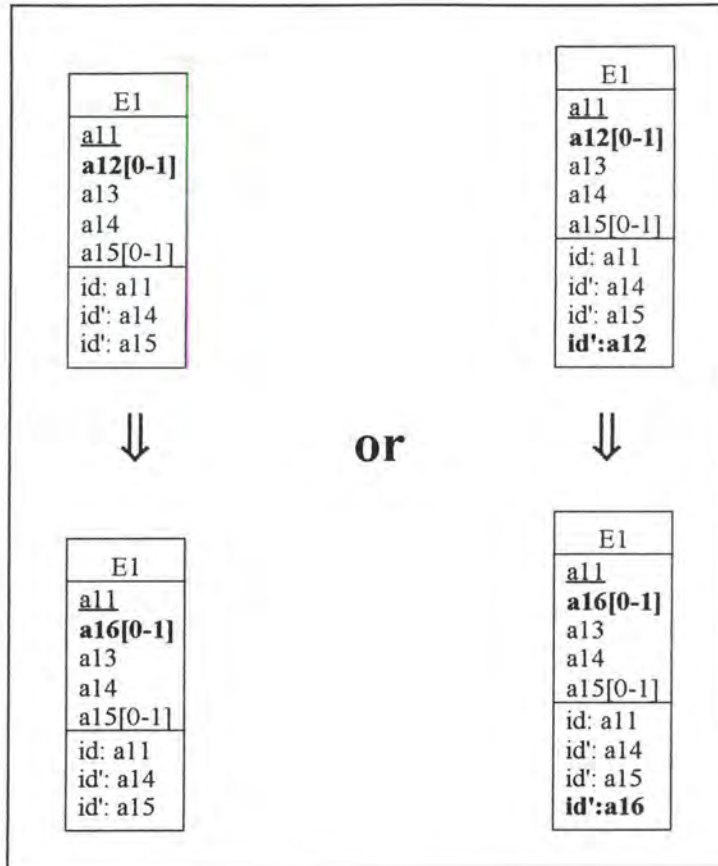 E1
a11
a12[0-1]
a13
a14
a15[0-1]
id: a11
id': a14
id': a15
E1
a11
a12[0-1]
a13
a14
a15[0-1]
id: a11
id': a14
id': a15
id':a12
⇓
or
⇓
E1
a11
a16[0-1]
a13
a14
a15[0-1]
id: a11
id': a14
id': a15
E1
a11
a16[0-1]
a13
a14
a15[0-1]
id: a11
id': a14
id': a15
id':a16